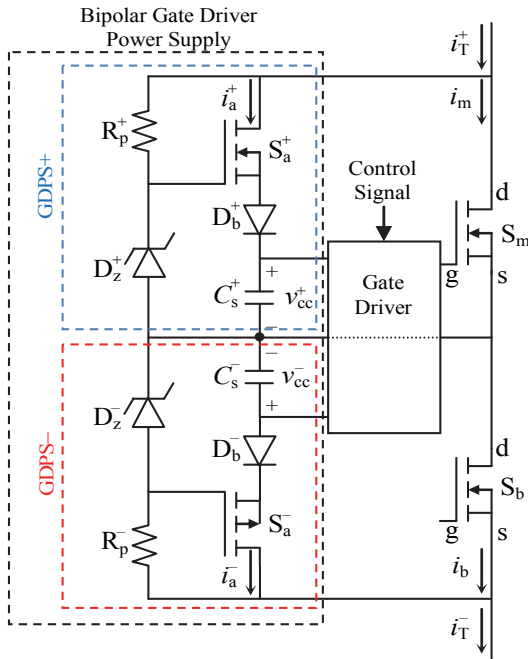 Bipolar Gate Driver
Power Supply
i_T^+
i_a^+
i_m
R_p^+
S_a^+
GDPS+
Control
Signal
d
D_b^+
S_m
D_z^+
+
g
s
Gate
Driver
C_s^+
v_cc^+
−
−
C_s^-
v_cc^-
D_z^-
+
GDPS−
d
D_b^-
S_b
S_a^-
g
s
R_p^-
i_a^-
i_b
i_T^-